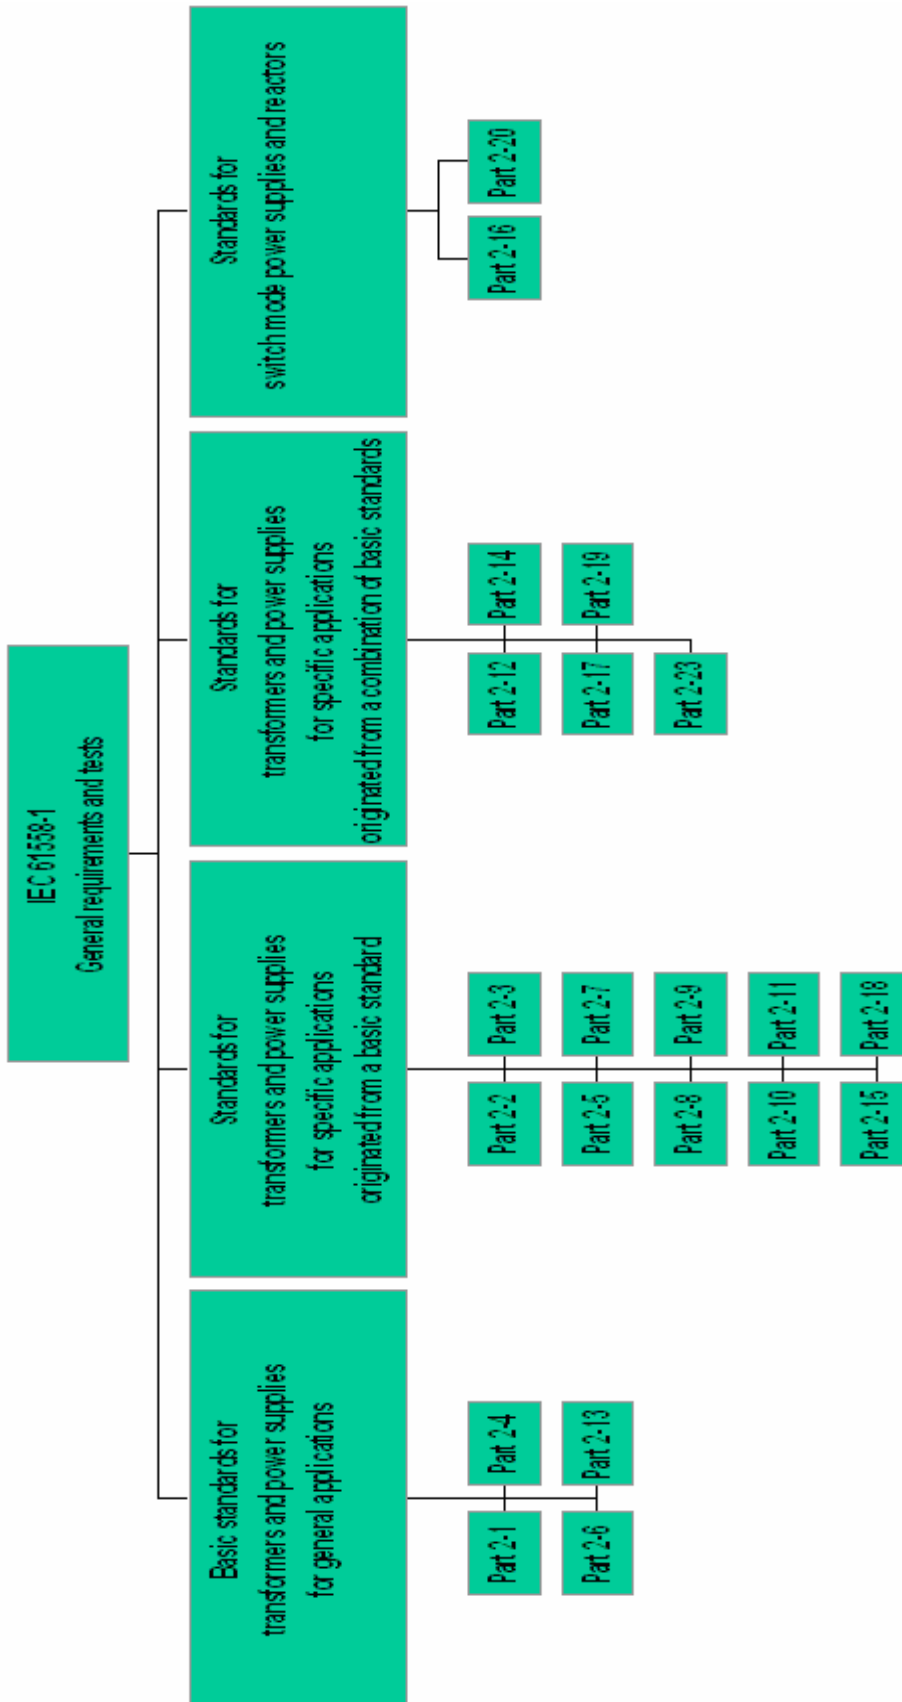 IEC 61558-1
General requirements and tests
Basic standards for
transformers and power supplies
for general applications
Standards for
transformers and power supplies
for specific applications
originated from a basic standard
Standards for
transformers and power supplies
for specific applications
originated from a combination of basic standards
Standards for
switch mode power supplies and reactors
Part 2-1
Part 2-4
Part 2-6
Part 2-13
Part 2-2
Part 2-3
Part 2-5
Part 2-7
Part 2-8
Part 2-9
Part 2-10
Part 2-11
Part 2-15
Part 2-18
Part 2-12
Part 2-14
Part 2-17
Part 2-19
Part 2-23
Part 2-16
Part 2-20